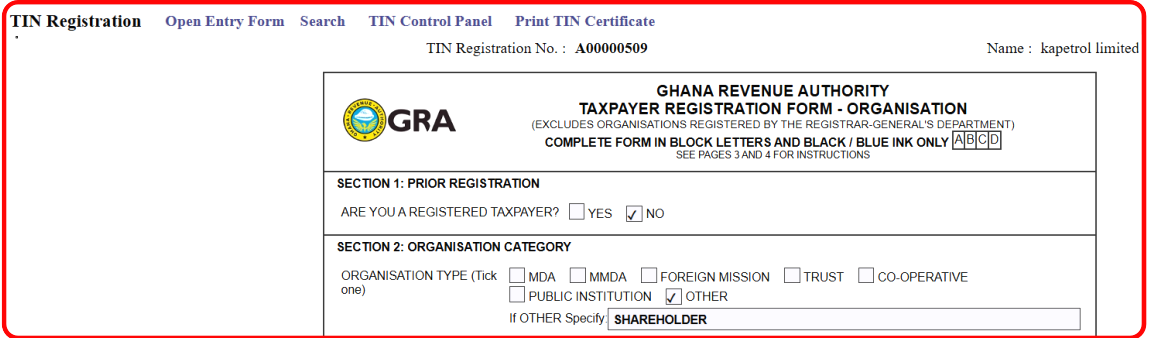 TIN Registration Open Entry Form Search TIN Control Panel Print TIN Certificate
TIN Registration No. : A00000509 Name : kapetrol limited
GRA
GHANA REVENUE AUTHORITY
TAXPAYER REGISTRATION FORM - ORGANISATION
(EXCLUDES ORGANISATIONS REGISTERED BY THE REGISTRAR-GENERAL'S DEPARTMENT)
COMPLETE FORM IN BLOCK LETTERS AND BLACK / BLUE INK ONLY A B C D
SEE PAGES 3 AND 4 FOR INSTRUCTIONS
SECTION 1: PRIOR REGISTRATION
ARE YOU A REGISTERED TAXPAYER? YES ✓ NO
SECTION 2: ORGANISATION CATEGORY
ORGANISATION TYPE (Tick one) MDA MMDA FOREIGN MISSION TRUST CO-OPERATIVE
PUBLIC INSTITUTION ✓ OTHER
If OTHER Specify: SHAREHOLDER